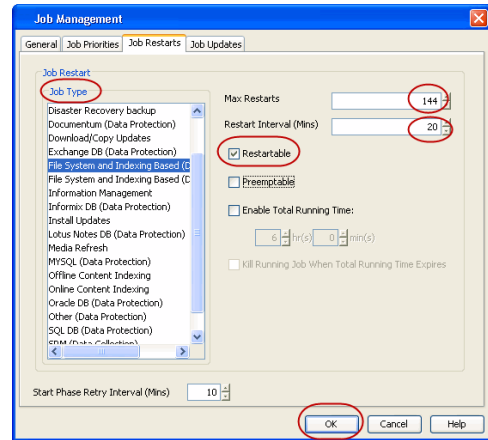 Job Management
General Job Priorities Job Restarts Job Updates
Job Restart
Job Type
Disaster Recovery backup
Documentum (Data Protection)
Download/Copy Updates
Exchange DB (Data Protection)
File System and Indexing Based (D
File System and Indexing Based (D
Information Management
Informix DB (Data Protection)
Install Updates
Lotus Notes DB (Data Protection)
Media Refresh
MYSQL (Data Protection)
Offline Content Indexing
Online Content Indexing
Oracle DB (Data Protection)
Other (Data Protection)
SQL DB (Data Protection)
SRM (Data Collection)
Max Restarts 144
Restart Interval (Mins) 20
Restartable
Preemptable
Enable Total Running Time:
6 hr(s) 0 min(s)
Kill Running Job When Total Running Time Expires
Start Phase Retry Interval (Mins) 10
OK Cancel Help